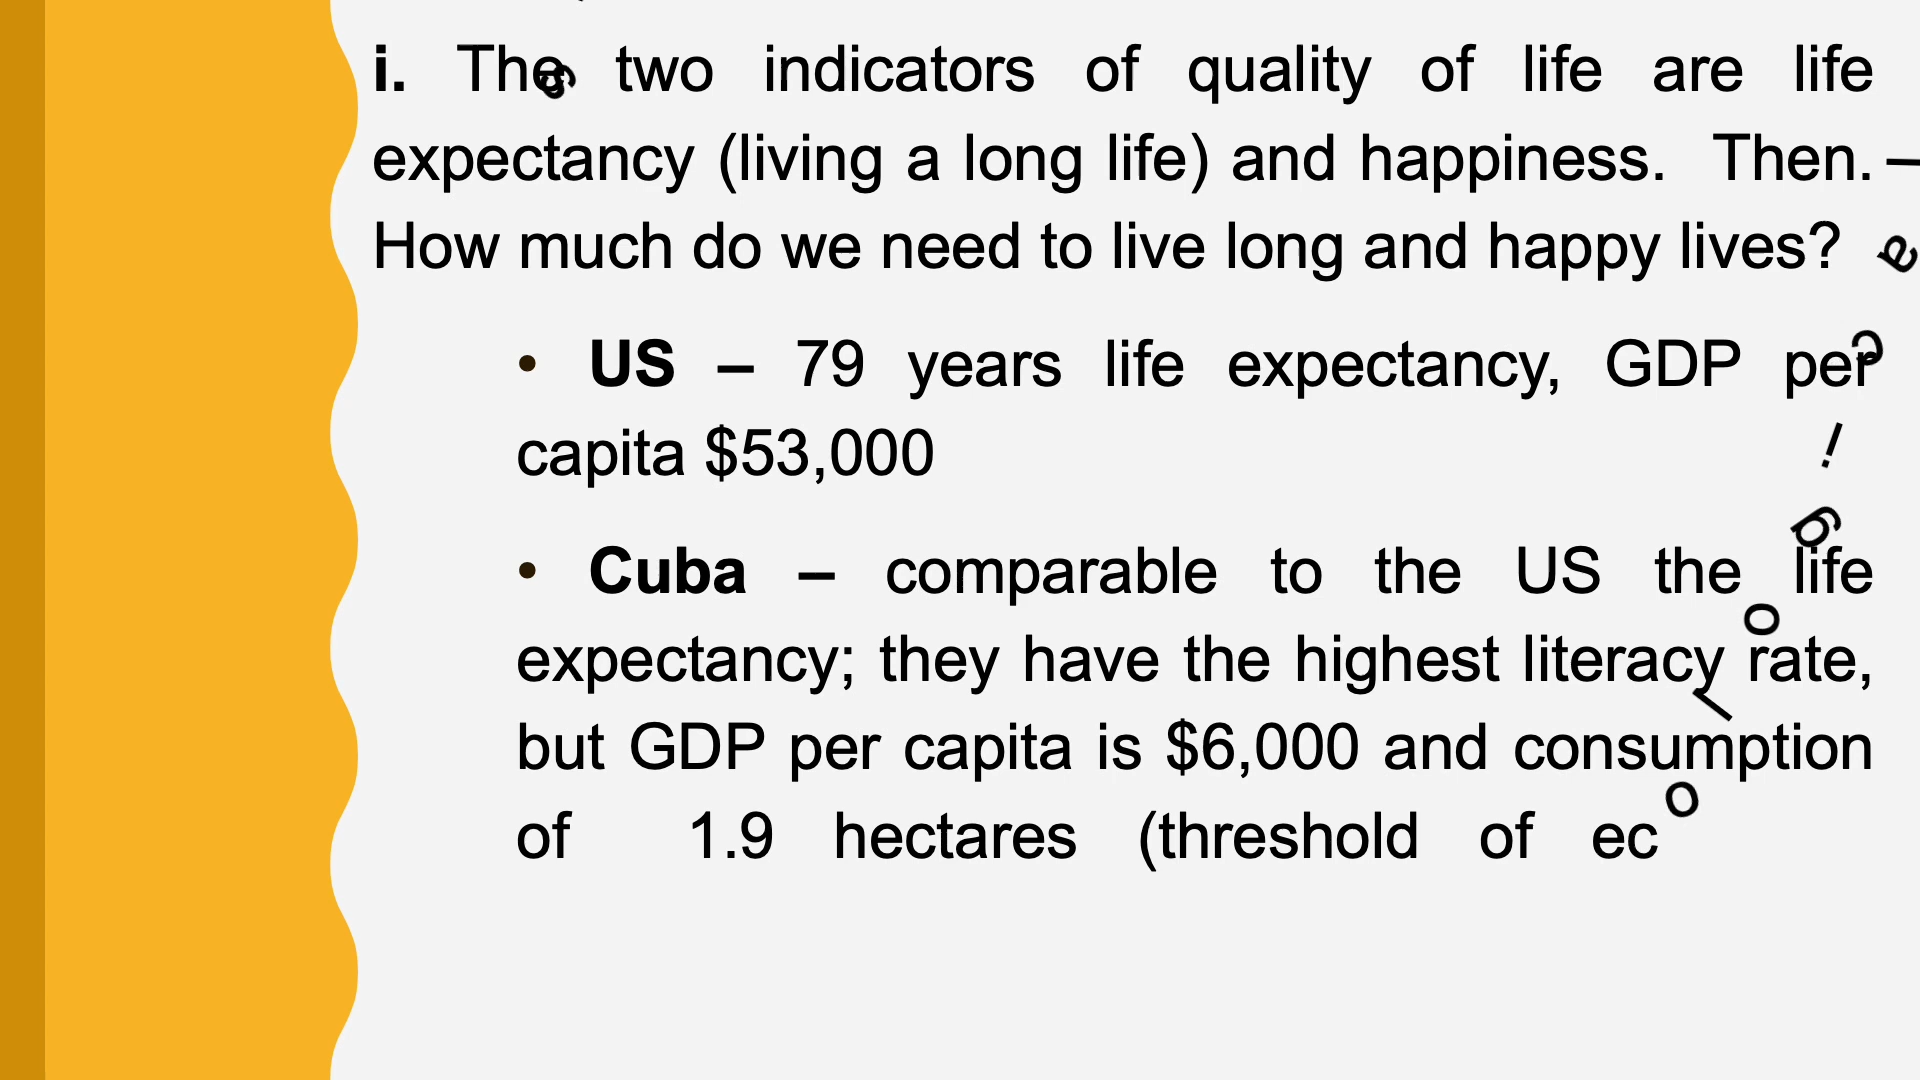 i. The two indicators of quality of life are life
expectancy (living a long life) and happiness. Then.
How much do we need to live long and happy lives?
• US – 79 years life expectancy, GDP per
capita $53,000
• Cuba – comparable to the US the life
expectancy; they have the highest literacy rate,
but GDP per capita is $6,000 and consumption
of 1.9 hectares (threshold of ecological